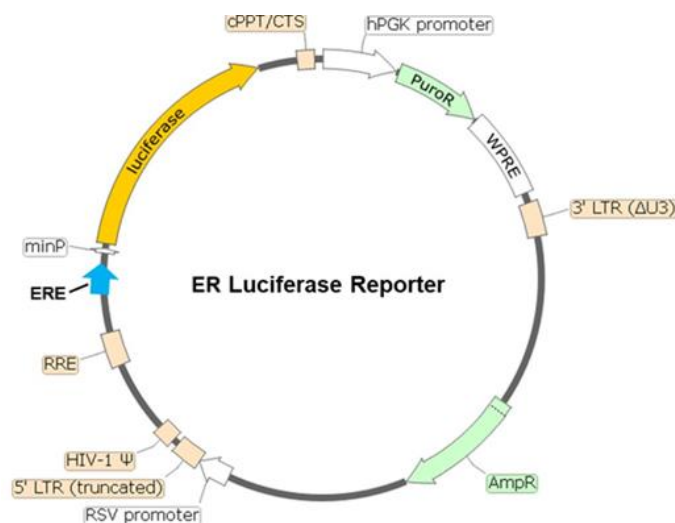 cPPT/CTS
hPGK promoter
PuroR
WPRE
3' LTR (ΔU3)
luciferase
minP
ERE
ER Luciferase Reporter
RRE
HIV-1 Ψ
5' LTR (truncated)
RSV promoter
AmpR